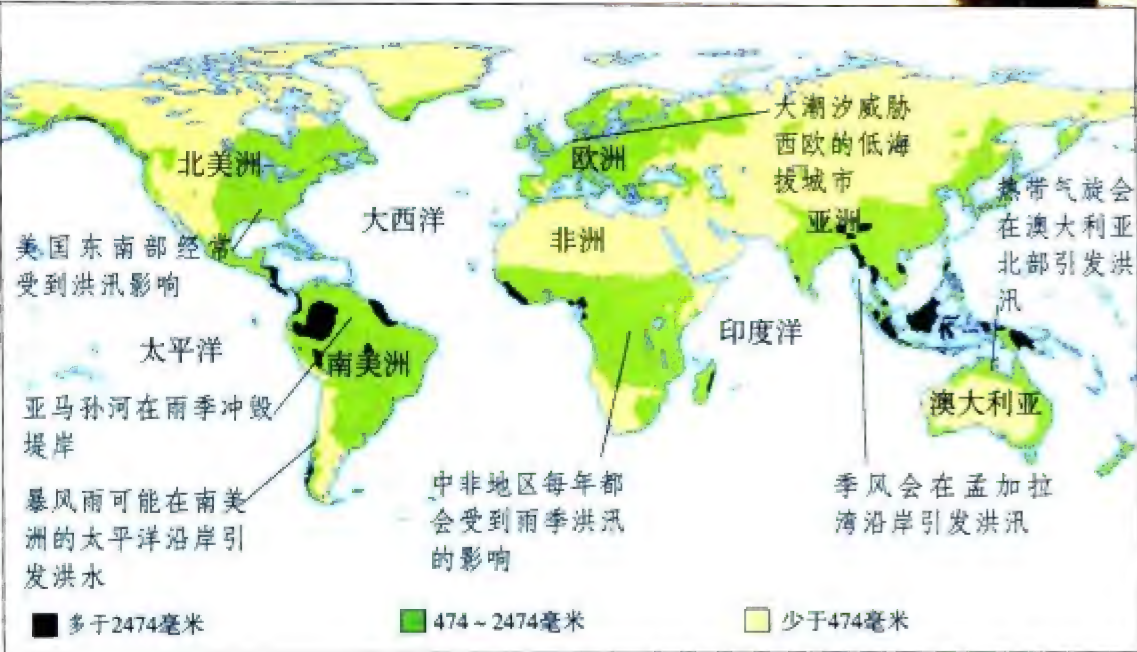 北美洲
大西洋
欧洲
非洲
亚洲
大潮汐威胁
西欧的低海
拔城市
热带气旋会
在澳大利亚
北部引发洪
汛
美国东南部经常
受到洪汛影响
太平洋
南美洲
印度洋
澳大利亚
亚马孙河在雨季冲毁
堤岸
暴风雨可能在南美
洲的太平洋沿岸引
发洪水
中非地区每年都
会受到雨季洪汛
的影响
季风会在孟加拉
湾沿岸引发洪汛
多于2474毫米
474~2474毫米
少于474毫米